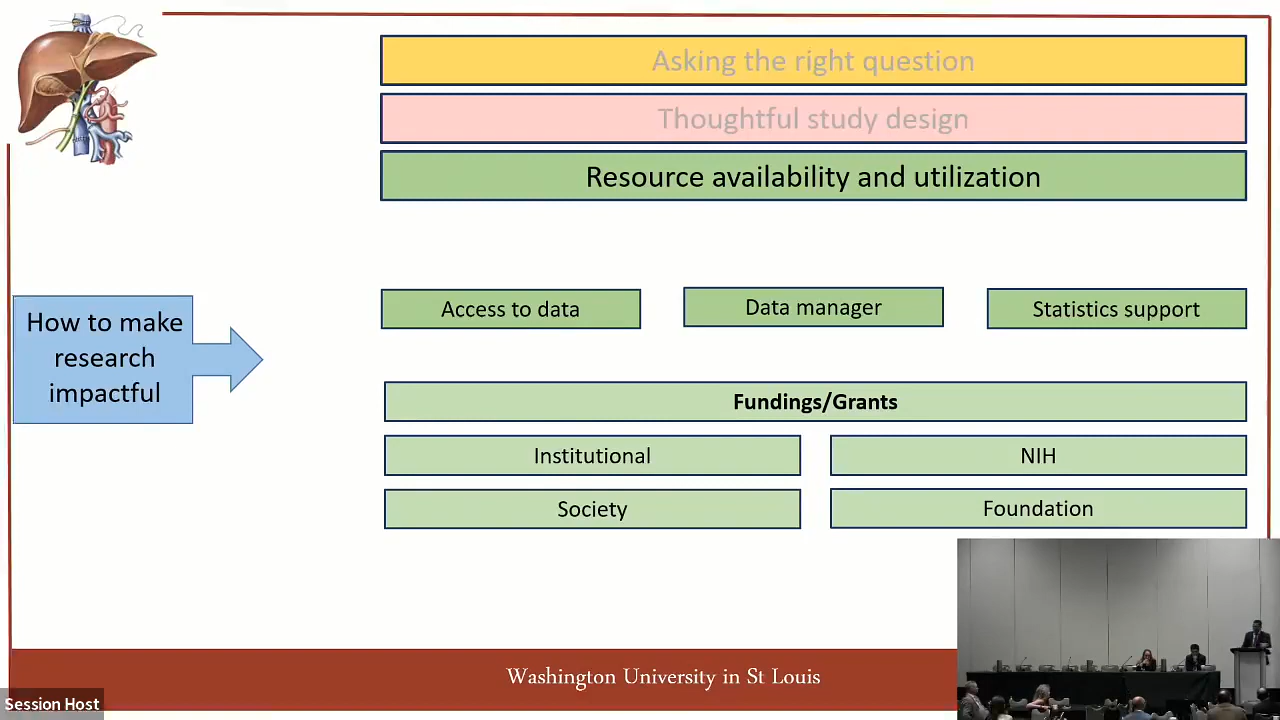 Asking the right question
Thoughtful study design
Resource availability and utilization
How to make
research
impactful
Access to data
Data manager
Statistics support
Fundings/Grants
Institutional
NIH
Society
Foundation
Washington University in St Louis
Session Host